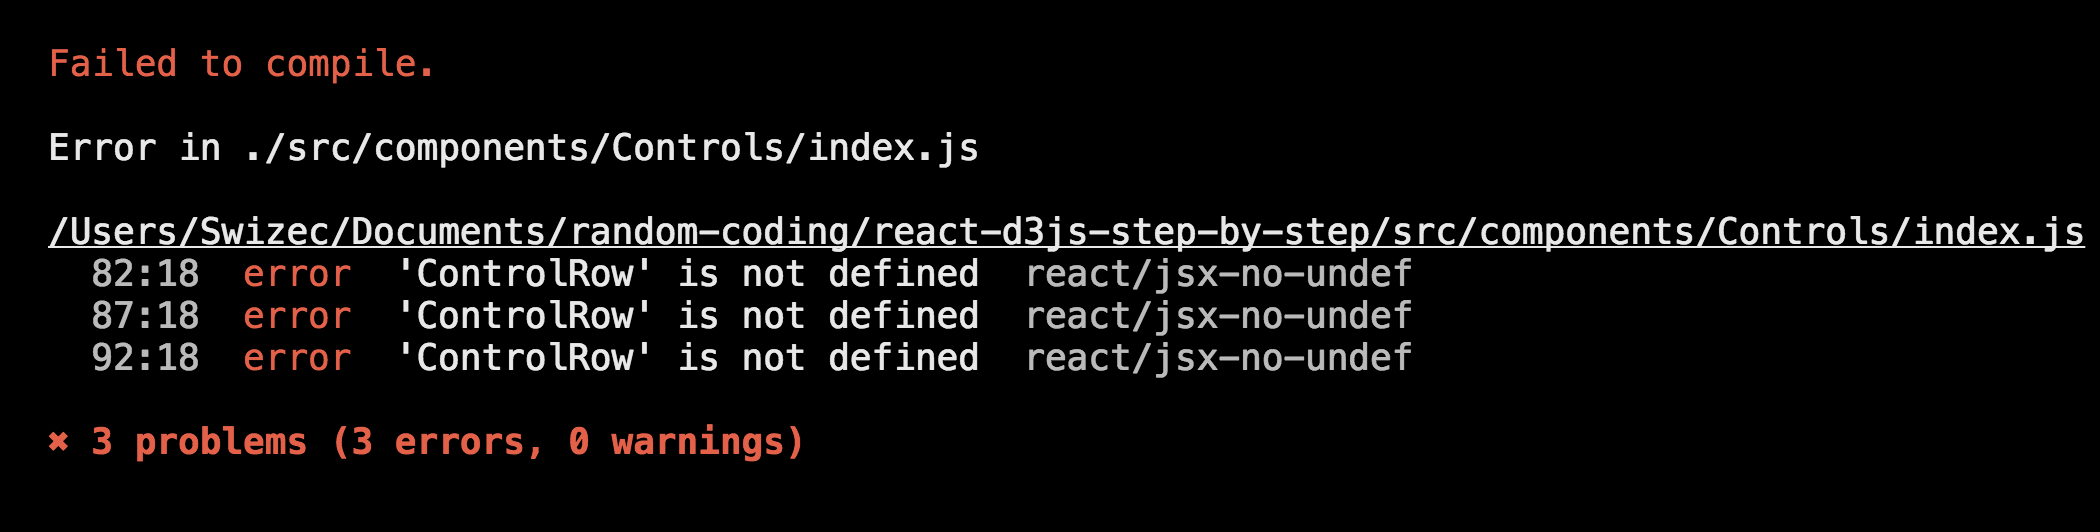 Failed to compile.
Error in ./src/components/Controls/index.js
/Users/Swizec/Documents/random-coding/react-d3js-step-by-step/src/components/Controls/index.js
82:18 error 'ControlRow' is not defined react/jsx-no-undef
87:18 error 'ControlRow' is not defined react/jsx-no-undef
92:18 error 'ControlRow' is not defined react/jsx-no-undef
✖ 3 problems (3 errors, 0 warnings)